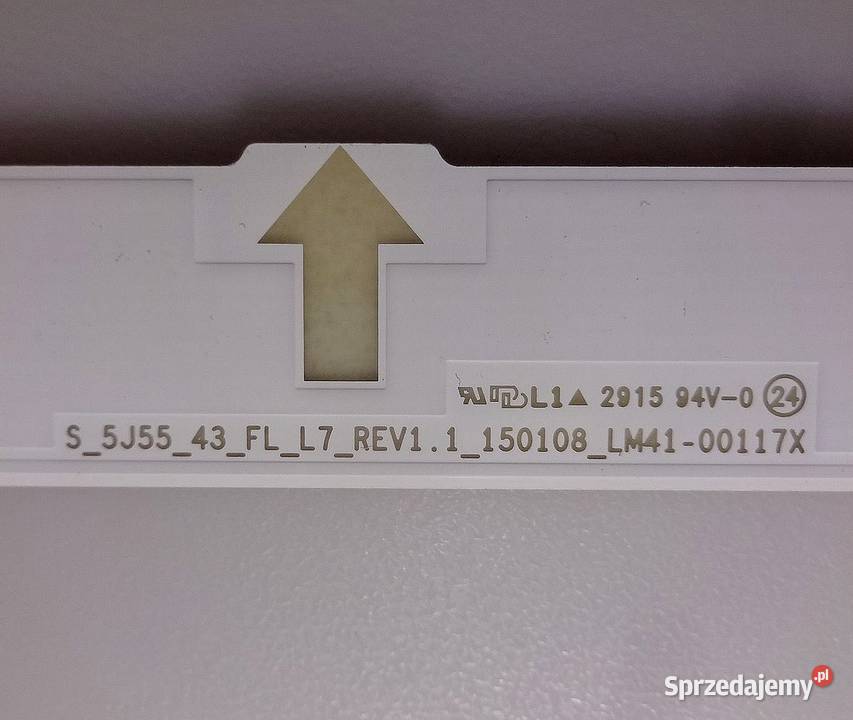 L1▲ 2915 94V-0 24
S_5J55_43_FL_L7_REV1.1_150108_LM41-00117X
Sprzedajemy.pl